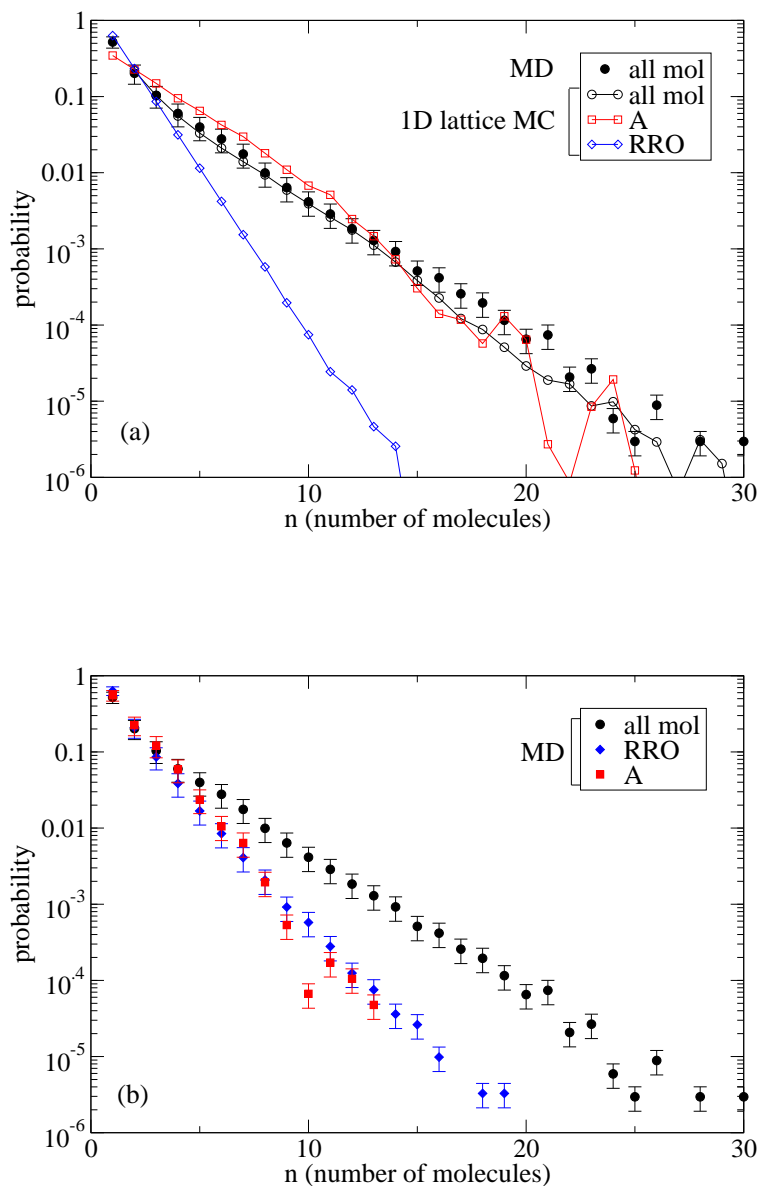 1
0.1
0.01
10^-3
10^-4
10^-5
10^-6
probability
MD
all mol
all mol
1D lattice MC
A
RRO
(a)
0 10 20 30
n (number of molecules)
1
0.1
0.01
10^-3
10^-4
10^-5
10^-6
probability
all mol
MD
RRO
A
(b)
0 10 20 30
n (number of molecules)